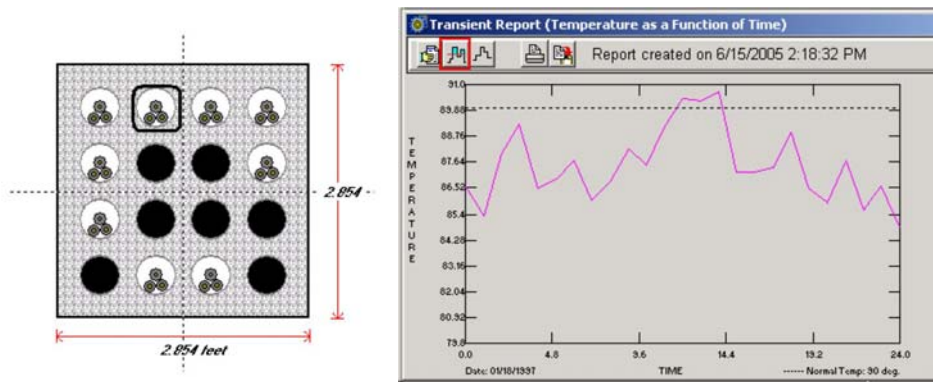 2.854
2.854 feet
Transient Report (Temperature as a Function of Time)
Report created on 6/15/2005 2:18:32 PM
TEMPERATURE
91.0
89.88
88.76
87.64
86.52
85.4
84.28
83.16
82.04
80.92
79.8
0.0 4.8 9.6 14.4 19.2 24.0
Date: 01/18/1997 TIME ------ Normal Temp: 90 deg.